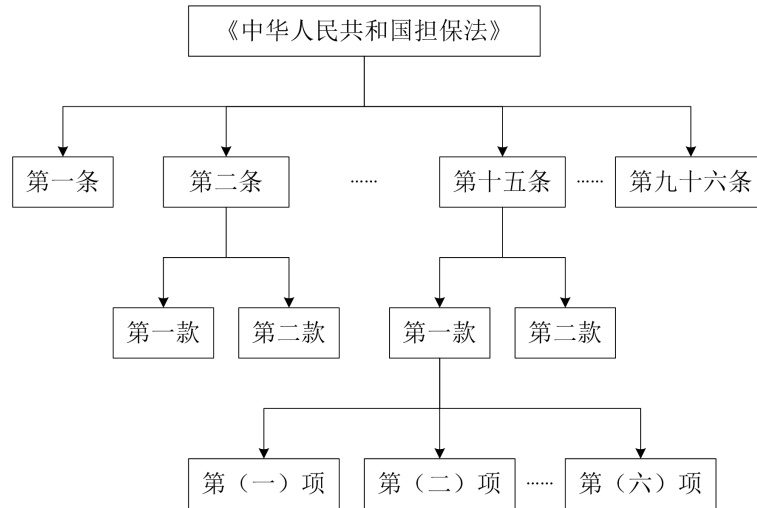 《中华人民共和国担保法》
第一条 第二条 …… 第十五条 …… 第九十六条
第一款 第二款 第一款 第二款
第（一）项 第（二）项 …… 第（六）项